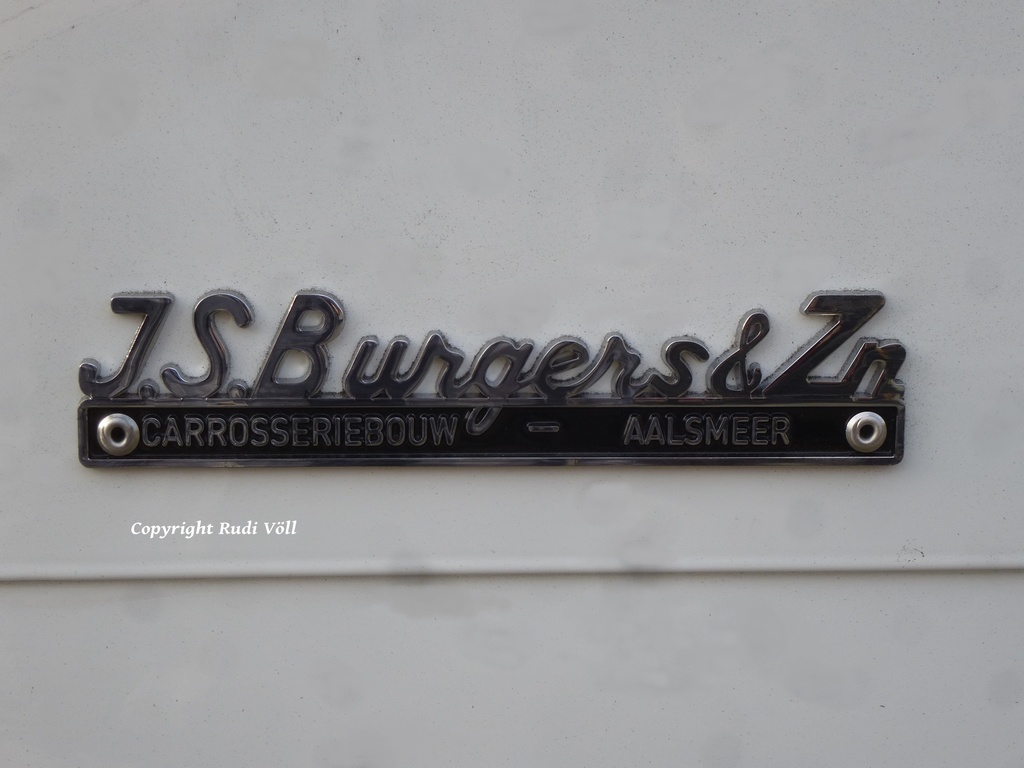 J.S.Burgers & Zn
CARROSSERIEBOUW - AALSMEER
Copyright Rudi Völl